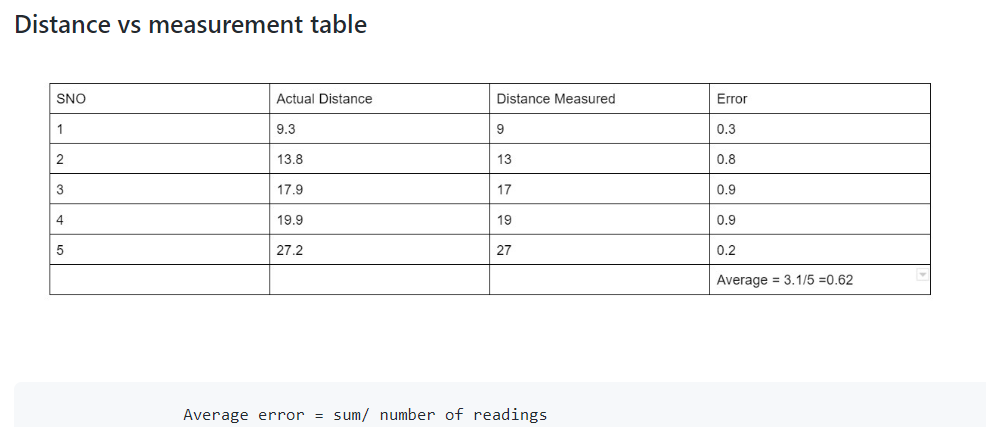 Distance vs measurement table
SNO Actual Distance Distance Measured Error
1 9.3 9 0.3
2 13.8 13 0.8
3 17.9 17 0.9
4 19.9 19 0.9
5 27.2 27 0.2
Average = 3.1/5 =0.62
Average error = sum/ number of readings